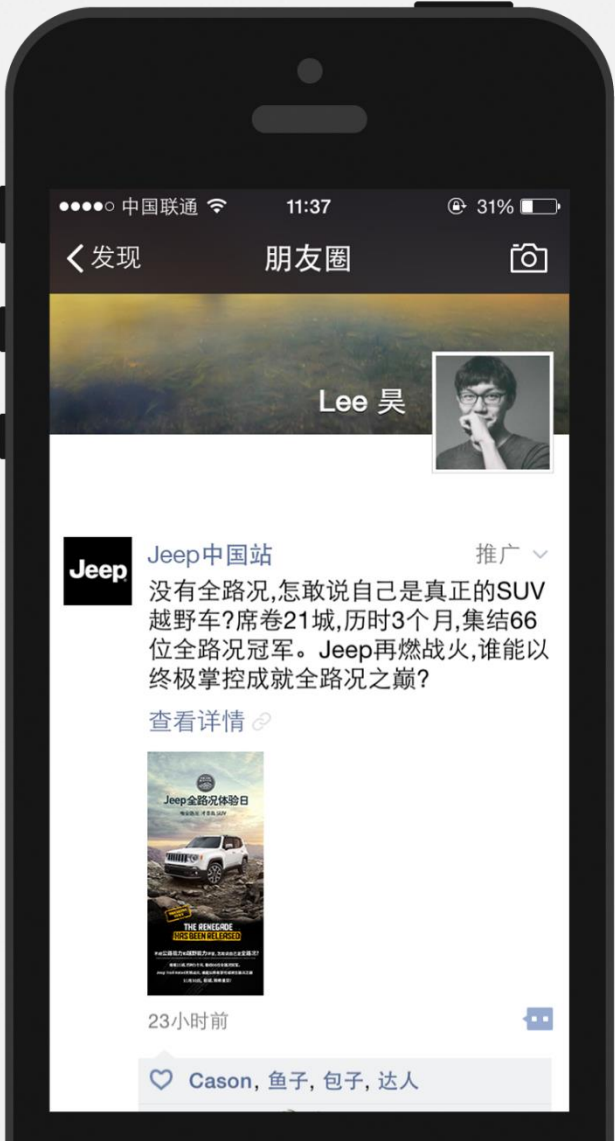 中国联通 11:37 31%
发现 朋友圈
Lee 昊
Jeep
Jeep中国站 推广
没有全路况,怎敢说自己是真正的SUV
越野车?席卷21城,历时3个月,集结66
位全路况冠军。Jeep再燃战火,谁能以
终极掌控成就全路况之巅?
查看详情
Jeep全路况体验日
THE RENEGADE
HAS BEEN RELEASED
23小时前
Cason, 鱼子, 包子, 达人